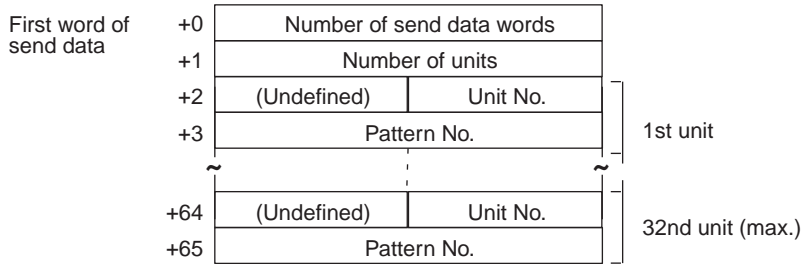 First word of
send data
+0 Number of send data words
+1 Number of units
+2 (Undefined) Unit No.
+3 Pattern No.
1st unit
~ ~
+64 (Undefined) Unit No.
+65 Pattern No.
32nd unit (max.)